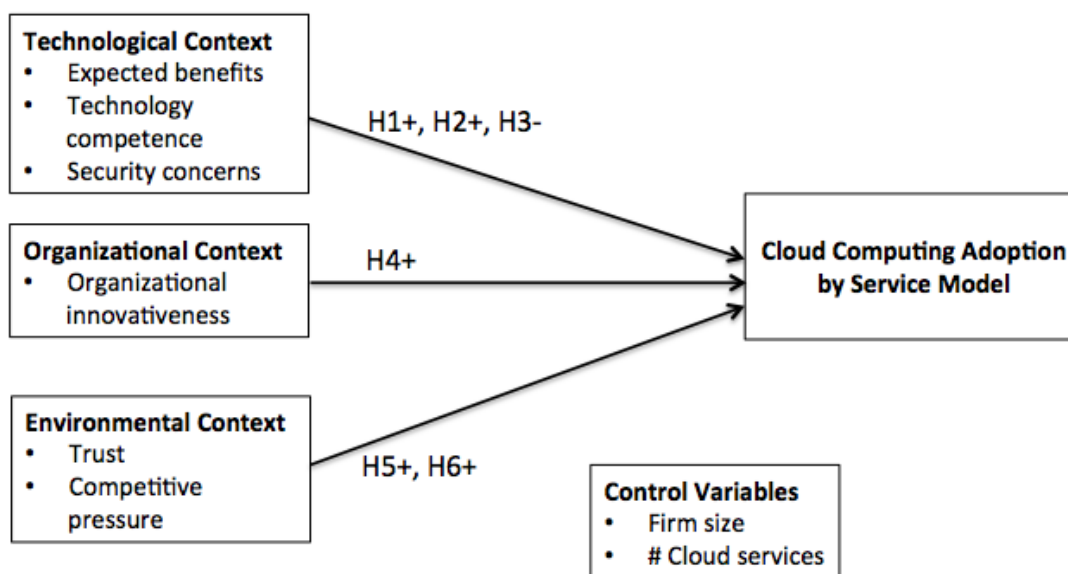 Technological Context
• Expected benefits
• Technology
competence
• Security concerns
H1+, H2+, H3-
Organizational Context
• Organizational
innovativeness
H4+
Cloud Computing Adoption
by Service Model
Environmental Context
• Trust
• Competitive
pressure
H5+, H6+
Control Variables
• Firm size
• # Cloud services